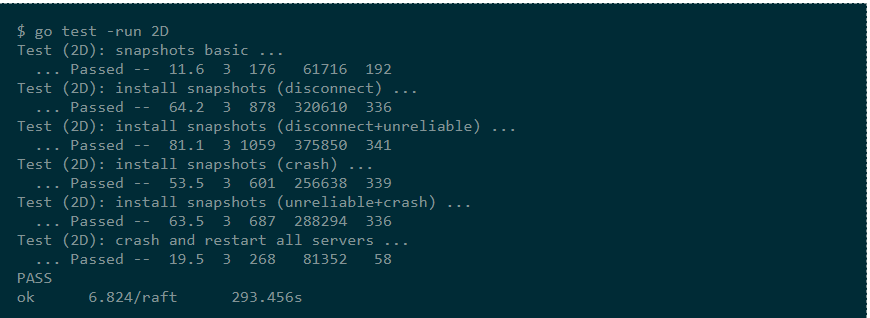 $ go test -run 2D
Test (2D): snapshots basic ...
  ... Passed --  11.6  3  176   61716  192
Test (2D): install snapshots (disconnect) ...
  ... Passed --  64.2  3  878  320610  336
Test (2D): install snapshots (disconnect+unreliable) ...
  ... Passed --  81.1  3 1059  375850  341
Test (2D): install snapshots (crash) ...
  ... Passed --  53.5  3  601  256638  339
Test (2D): install snapshots (unreliable+crash) ...
  ... Passed --  63.5  3  687  288294  336
Test (2D): crash and restart all servers ...
  ... Passed --  19.5  3  268   81352   58
PASS
ok      6.824/raft      293.456s